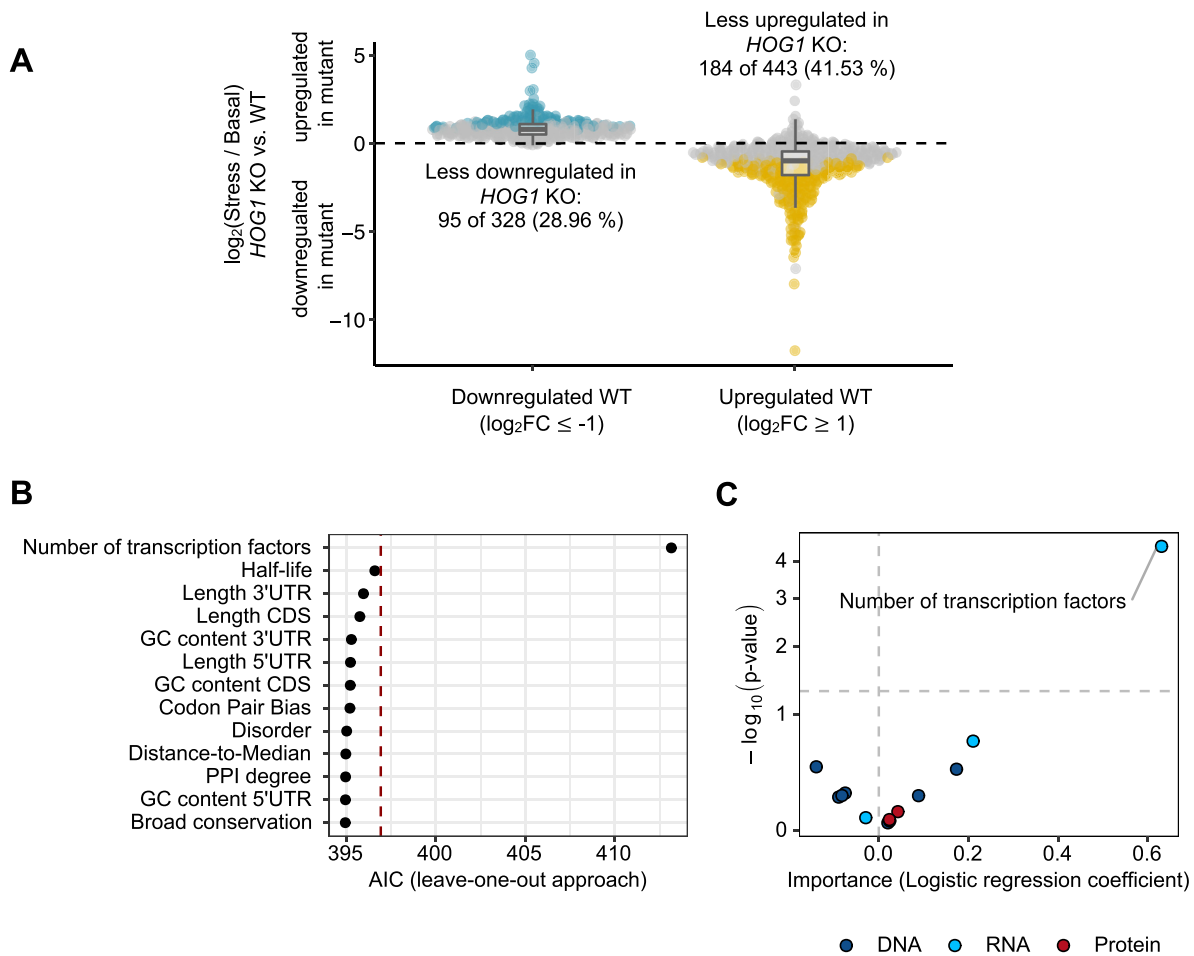 A
log2(Stress / Basal)
HOG1 KO vs. WT
upregulated
in mutant
downregualted
in mutant
5
0
−5
−10
Less upregulated in
HOG1 KO:
184 of 443 (41.53 %)
Less downregulated in
HOG1 KO:
95 of 328 (28.96 %)
Downregulated WT
(log2FC ≤ -1)
Upregulated WT
(log2FC ≥ 1)
B
Number of transcription factors
Half-life
Length 3'UTR
Length CDS
GC content 3'UTR
Length 5'UTR
GC content CDS
Codon Pair Bias
Disorder
Distance-to-Median
PPI degree
GC content 5'UTR
Broad conservation
395 400 405 410
AIC (leave-one-out approach)
C
− log10(p-value)
4
3
2
1
0
Number of transcription factors
0.0 0.2 0.4 0.6
Importance (Logistic regression coefficient)
DNA RNA Protein